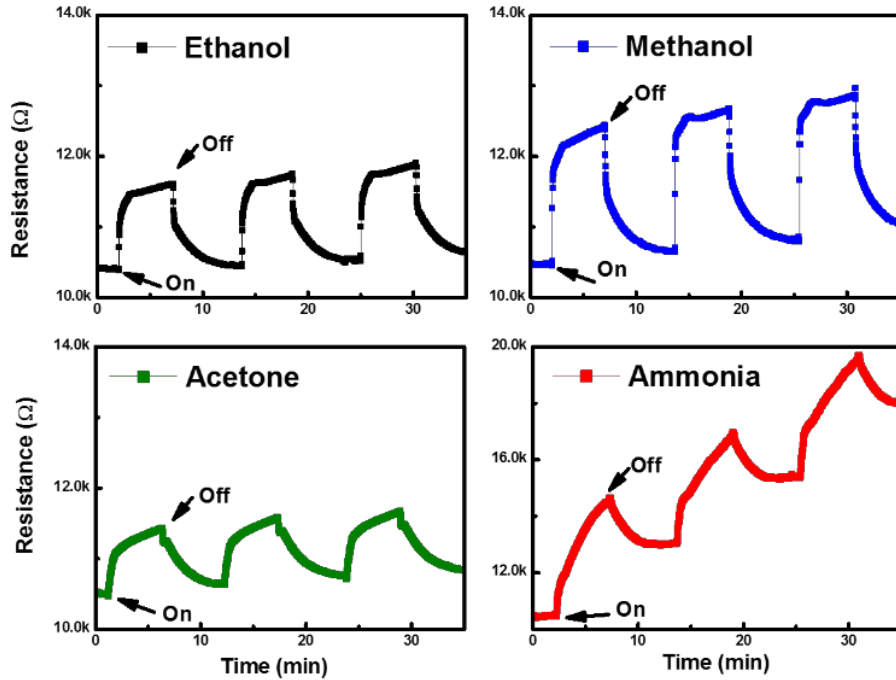 14.0k
Ethanol
Off
12.0k
On
10.0k
0 10 20 30
Resistance (Ω)
14.0k
Methanol
Off
12.0k
On
10.0k
0 10 20 30
14.0k
Acetone
Off
12.0k
On
10.0k
0 10 20 30
Resistance (Ω)
Time (min)
20.0k
Ammonia
16.0k
Off
12.0k
On
0 10 20 30
Time (min)